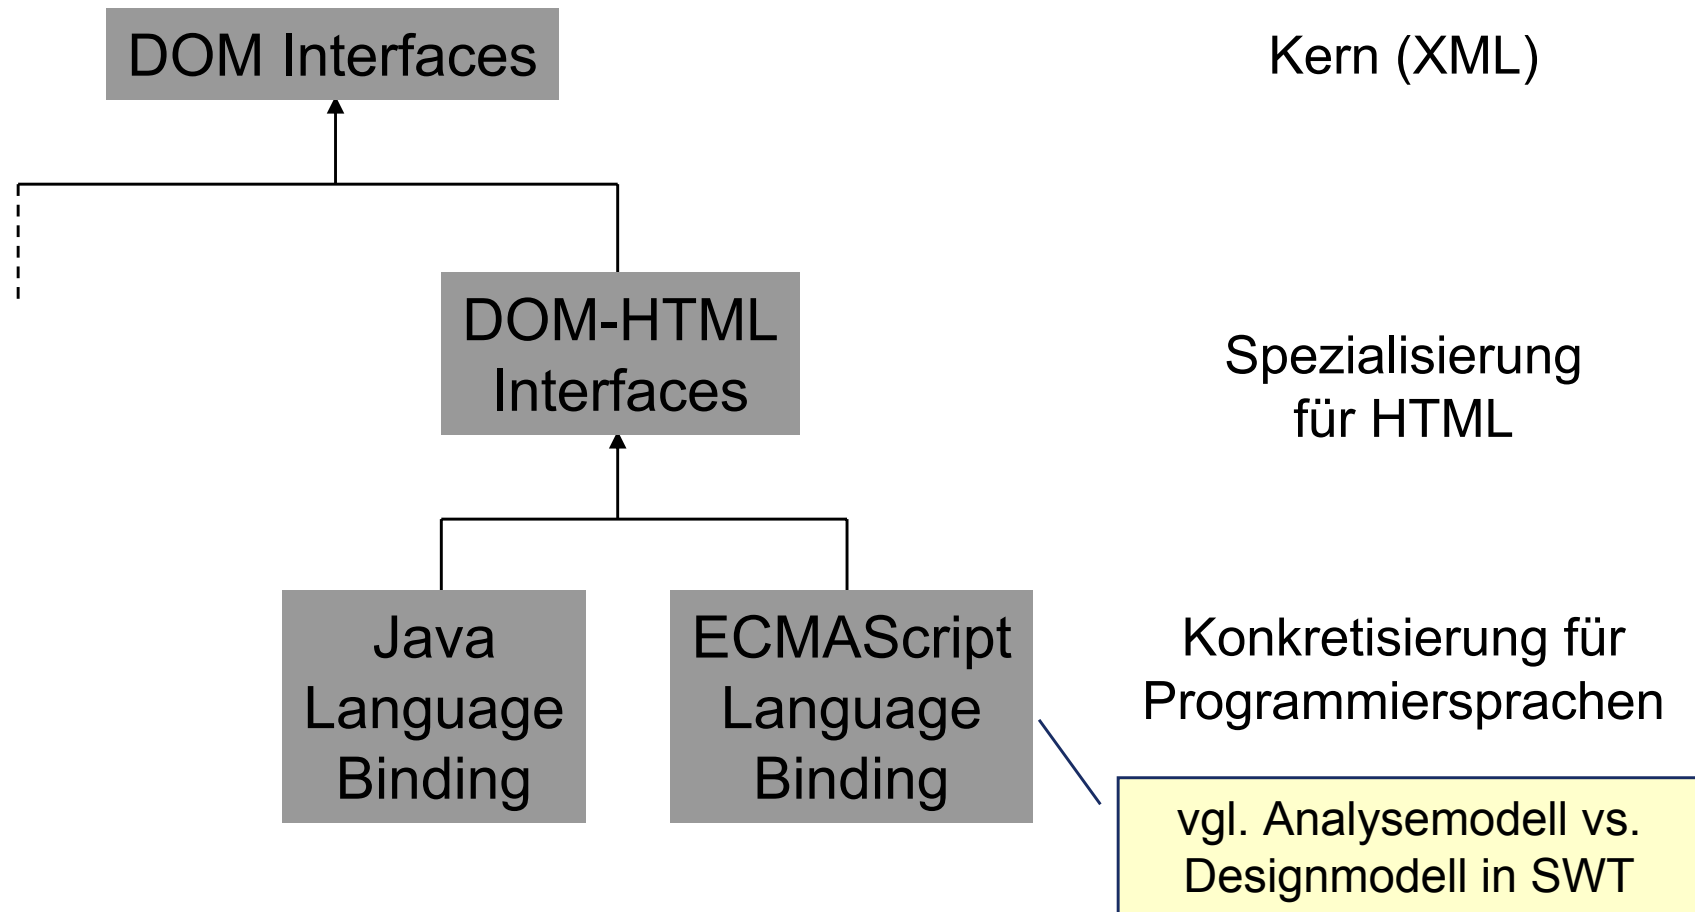 DOM Interfaces
Kern (XML)
DOM-HTML
Interfaces
Spezialisierung
für HTML
Java
Language
Binding
ECMAScript
Language
Binding
Konkretisierung für
Programmiersprachen
vgl. Analysemodell vs.
Designmodell in SWT